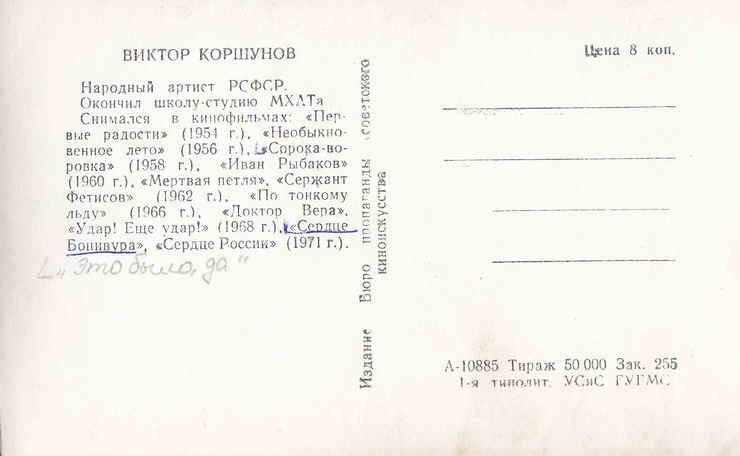 ВИКТОР КОРШУНОВ
Народный артист РСФСР.
Окончил школу-студию МХАТя
Снимался в кинофильмах: «Пер-
вые радости» (1954 г.), «Необыкно-
венное лето» (1956 г.), «Сорока-во-
ровка» (1958 г.), «Иван Рыбаков»
(1960 г.), «Мертвая петля», «Сержант
Фетисов» (1962 г.), «По тонкому
льду» (1966 г.), «Доктор Вера»,
«Удар! Еще удар!» (1968 г.), «Сердце
Бонивура», «Сердце России» (1971 г.).
„Это было, да“
Издание Бюро пропаганды советского
киноискусства
Цена 8 коп.
А-10885 Тираж 50 000 Зак. 255
1-я типолит. УСиС ГУГМС